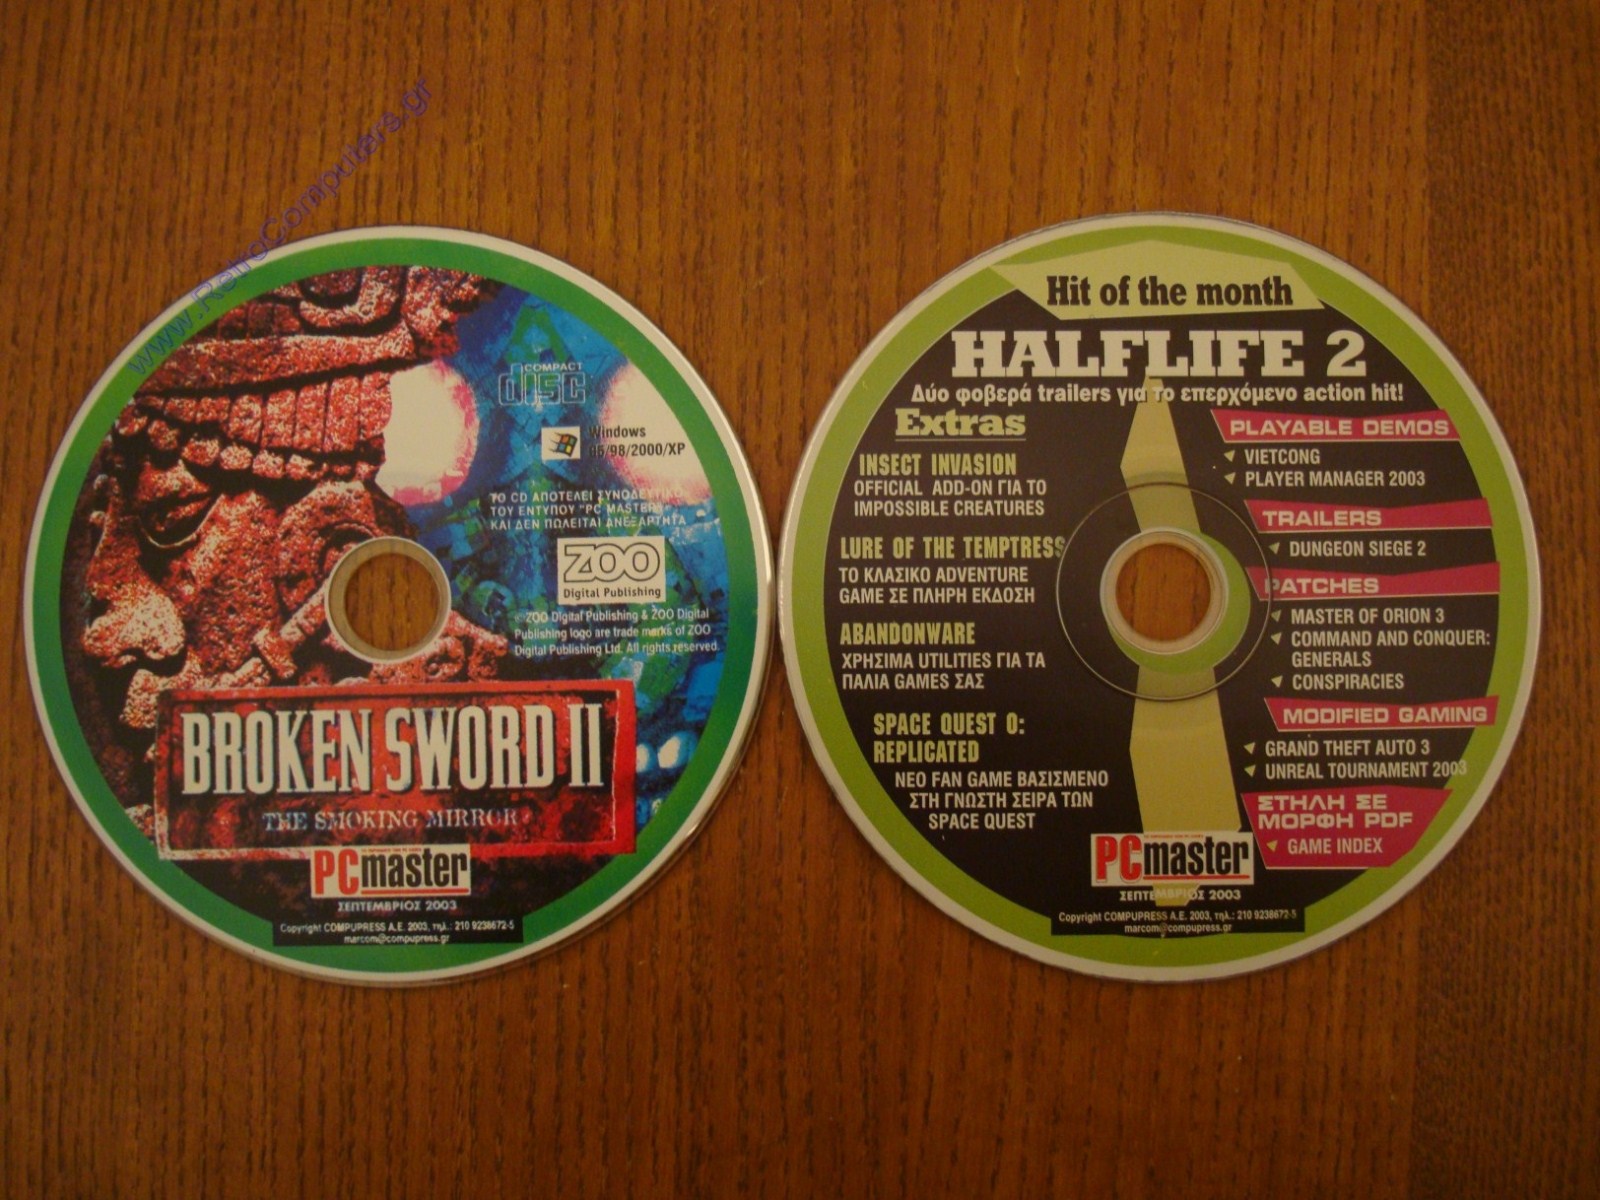 www.RetroComputers.gr
COMPACT
disc
Windows
95/98/2000/XP
ΤΟ CD ΑΠΟΤΕΛΕΙ ΣΥΝΟΔΕΥΤΙΚΟ
ΤΟΥ ΕΝΤΥΠΟΥ "PC MASTER"
ΚΑΙ ΔΕΝ ΠΩΛΕΙΤΑΙ ΑΝΕΞΑΡΤΗΤΑ
ZOO
Digital Publishing
© ZOO Digital Publishing & ZOO Digital
Publishing logo are trade marks of ZOO
Digital Publishing Ltd. All rights reserved.
BROKEN SWORD II
THE SMOKING MIRROR
PCmaster
ΣΕΠΤΕΜΒΡΙΟΣ 2003
Copyright COMPUPRESS A.E. 2003, τηλ.: 210 9238672-5
marcom@compupress.gr
Hit of the month
HALFLIFE 2
Δύο φοβερά trailers για το επερχόμενο action hit!
Extras
INSECT INVASION
OFFICIAL ADD-ON ΓΙΑ ΤΟ
IMPOSSIBLE CREATURES
LURE OF THE TEMPTRESS
ΤΟ ΚΛΑΣΙΚΟ ADVENTURE
GAME ΣΕ ΠΛΗΡΗ ΕΚΔΟΣΗ
ABANDONWARE
ΧΡΗΣΙΜΑ UTILITIES ΓΙΑ ΤΑ
ΠΑΛΙΑ GAMES ΣΑΣ
SPACE QUEST 0:
REPLICATED
ΝΕΟ FAN GAME ΒΑΣΙΣΜΕΝΟ
ΣΤΗ ΓΝΩΣΤΗ ΣΕΙΡΑ ΤΩΝ
SPACE QUEST
PLAYABLE DEMOS
VIETCONG
PLAYER MANAGER 2003
TRAILERS
DUNGEON SIEGE 2
PATCHES
MASTER OF ORION 3
COMMAND AND CONQUER:
GENERALS
CONSPIRACIES
MODIFIED GAMING
GRAND THEFT AUTO 3
UNREAL TOURNAMENT 2003
ΣΤΗΛΗ ΣΕ
ΜΟΡΦΗ PDF
GAME INDEX
PCmaster
ΣΕΠΤΕΜΒΡΙΟΣ 2003
Copyright COMPUPRESS A.E. 2003, τηλ.: 210 9238672-5
marcom@compupress.gr